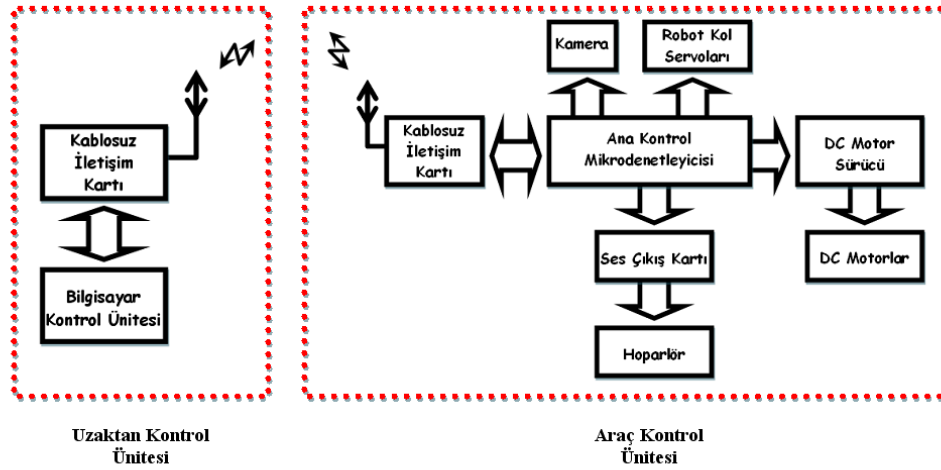 Kablosuz
İletişim
Kartı
Bilgisayar
Kontrol Ünitesi
Uzaktan Kontrol
Ünitesi
Kamera
Robot Kol
Servoları
Kablosuz
İletişim
Kartı
Ana Kontrol
Mikrodenetleyicisi
DC Motor
Sürücü
Ses Çıkış Kartı
DC Motorlar
Hoparlör
Araç Kontrol
Ünitesi